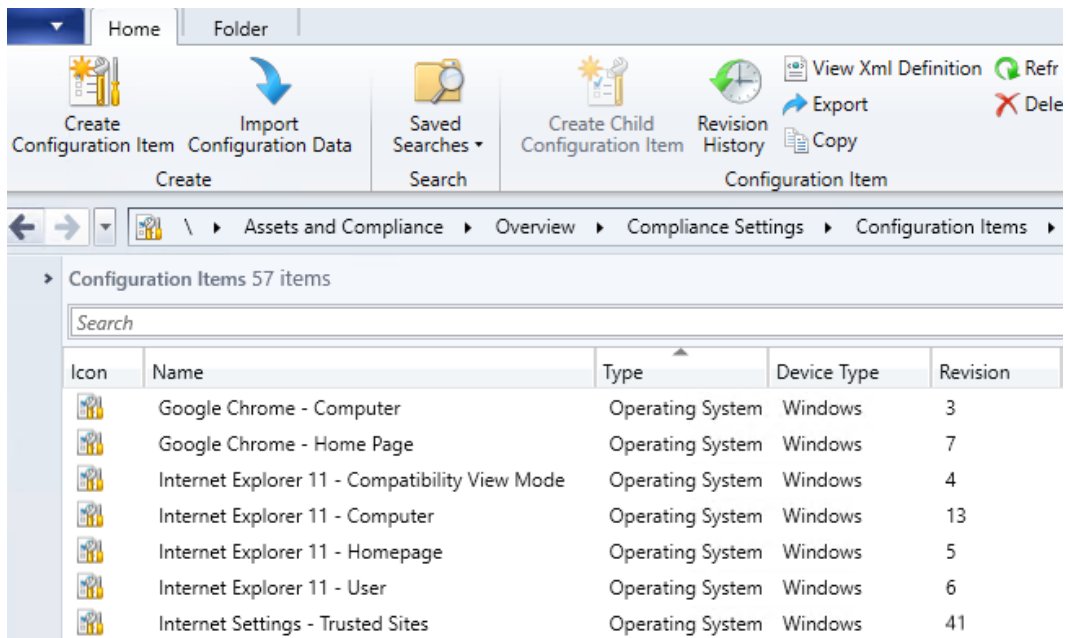 Home Folder
View Xml Definition Refr
Export Dele
Copy
Create Configuration Item
Import Configuration Data
Saved Searches
Create Child Configuration Item
Revision History
Create Search Configuration Item
\ Assets and Compliance Overview Compliance Settings Configuration Items
Configuration Items 57 items
Search
Icon Name Type Device Type Revision
Google Chrome - Computer Operating System Windows 3
Google Chrome - Home Page Operating System Windows 7
Internet Explorer 11 - Compatibility View Mode Operating System Windows 4
Internet Explorer 11 - Computer Operating System Windows 13
Internet Explorer 11 - Homepage Operating System Windows 5
Internet Explorer 11 - User Operating System Windows 6
Internet Settings - Trusted Sites Operating System Windows 41